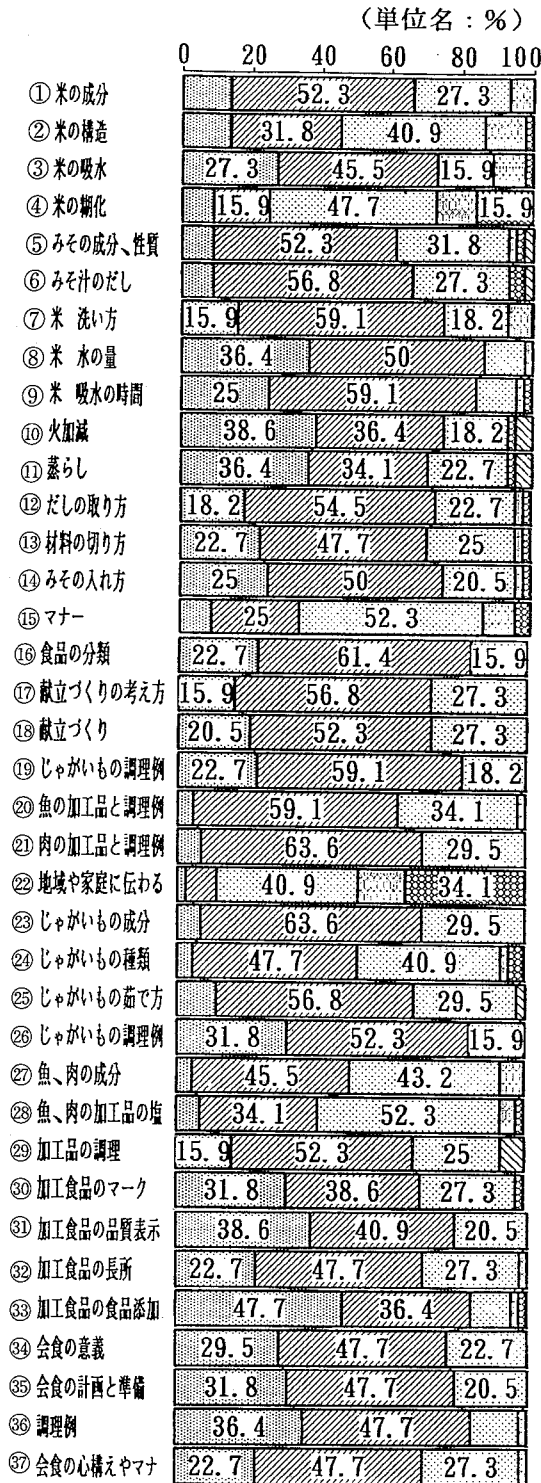 (単位名:%)
0 20 40 60 80 100
①米の成分 52.3 27.3
②米の構造 31.8 40.9
③米の吸水 27.3 45.5 15.9
④米の糊化 15.9 47.7 15.9
⑤みその成分、性質 52.3 31.8
⑥みそ汁のだし 56.8 27.3
⑦米 洗い方 15.9 59.1 18.2
⑧米 水の量 36.4 50
⑨米 吸水の時間 25 59.1
⑩火加減 38.6 36.4 18.2
⑪蒸らし 36.4 34.1 22.7
⑫だしの取り方 18.2 54.5 22.7
⑬材料の切り方 22.7 47.7 25
⑭みその入れ方 25 50 20.5
⑮マナー 25 52.3
⑯食品の分類 22.7 61.4 15.9
⑰献立づくりの考え方 15.9 56.8 27.3
⑱献立づくり 20.5 52.3 27.3
⑲じゃがいもの調理例 22.7 59.1 18.2
⑳魚の加工品と調理例 59.1 34.1
㉑肉の加工品と調理例 63.6 29.5
㉒地域や家庭に伝わる 40.9 34.1
㉓じゃがいもの成分 63.6 29.5
㉔じゃがいもの種類 47.7 40.9
㉕じゃがいもの茹で方 56.8 29.5
㉖じゃがいもの調理例 31.8 52.3 15.9
㉗魚、肉の成分 45.5 43.2
㉘魚、肉の加工品の塩 34.1 52.3
㉙加工品の調理 15.9 52.3 25
㉚加工食品のマーク 31.8 38.6 27.3
㉛加工食品の品質表示 38.6 40.9 20.5
㉜加工食品の長所 22.7 47.7 27.3
㉝加工食品の食品添加 47.7 36.4
㉞会食の意義 29.5 47.7 22.7
㉟会食の計画と準備 31.8 47.7 20.5
㊱調理例 36.4 47.7
㊲会食の心構えやマナ 22.7 47.7 27.3